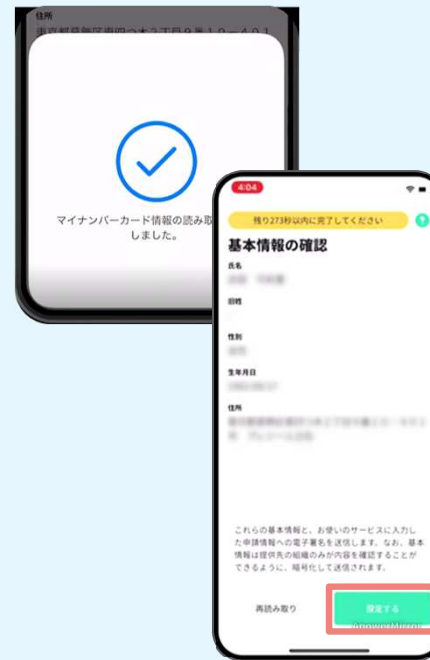 住所
マイナンバーカード情報の読み取
しました。
4:04
残り273秒以内に完了してください
?
基本情報の確認
氏名
旧姓
性別
生年月日
住所
これらの基本情報と、お使いのサービスに入力し
た申請情報への電子署名を送信します。なお、基本
情報は提供先の組織のみが内容を確認することが
できるように、暗号化して送信されます。
再読み取り
設定する